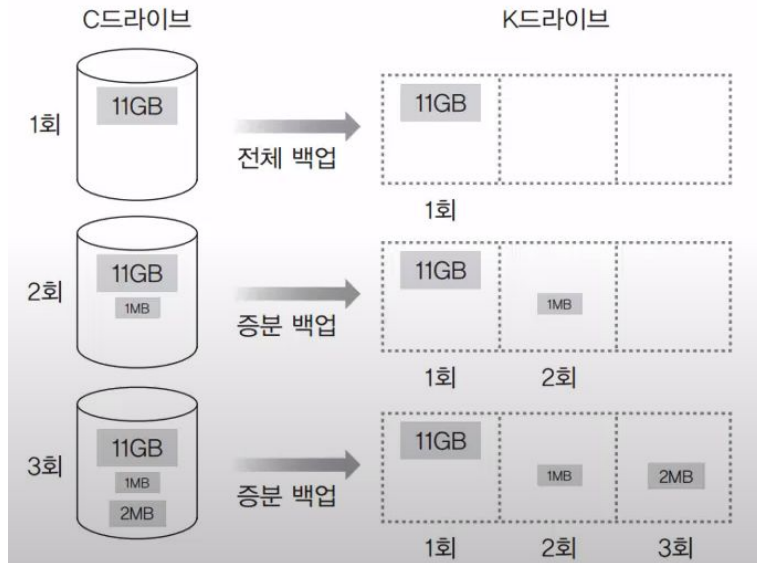 C드라이브 K드라이브
1회
11GB
전체 백업
11GB
1회
2회
11GB
1MB
증분 백업
11GB
1MB
1회 2회
3회
11GB
1MB
2MB
증분 백업
11GB
1MB
2MB
1회 2회 3회